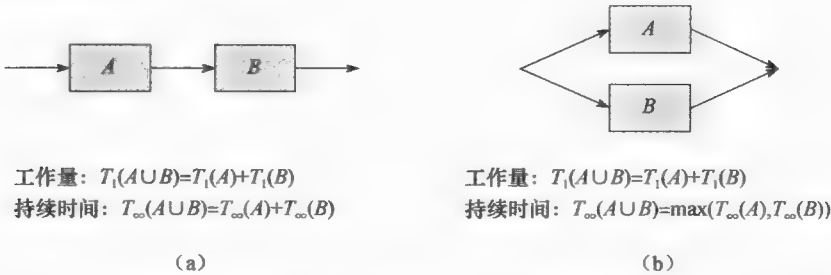 A
B
工作量：T₁(A∪B)=T₁(A)+T₁(B)
持续时间：T∞(A∪B)=T∞(A)+T∞(B)
(a)
A
B
工作量：T₁(A∪B)=T₁(A)+T₁(B)
持续时间：T∞(A∪B)=max(T∞(A),T∞(B))
(b)